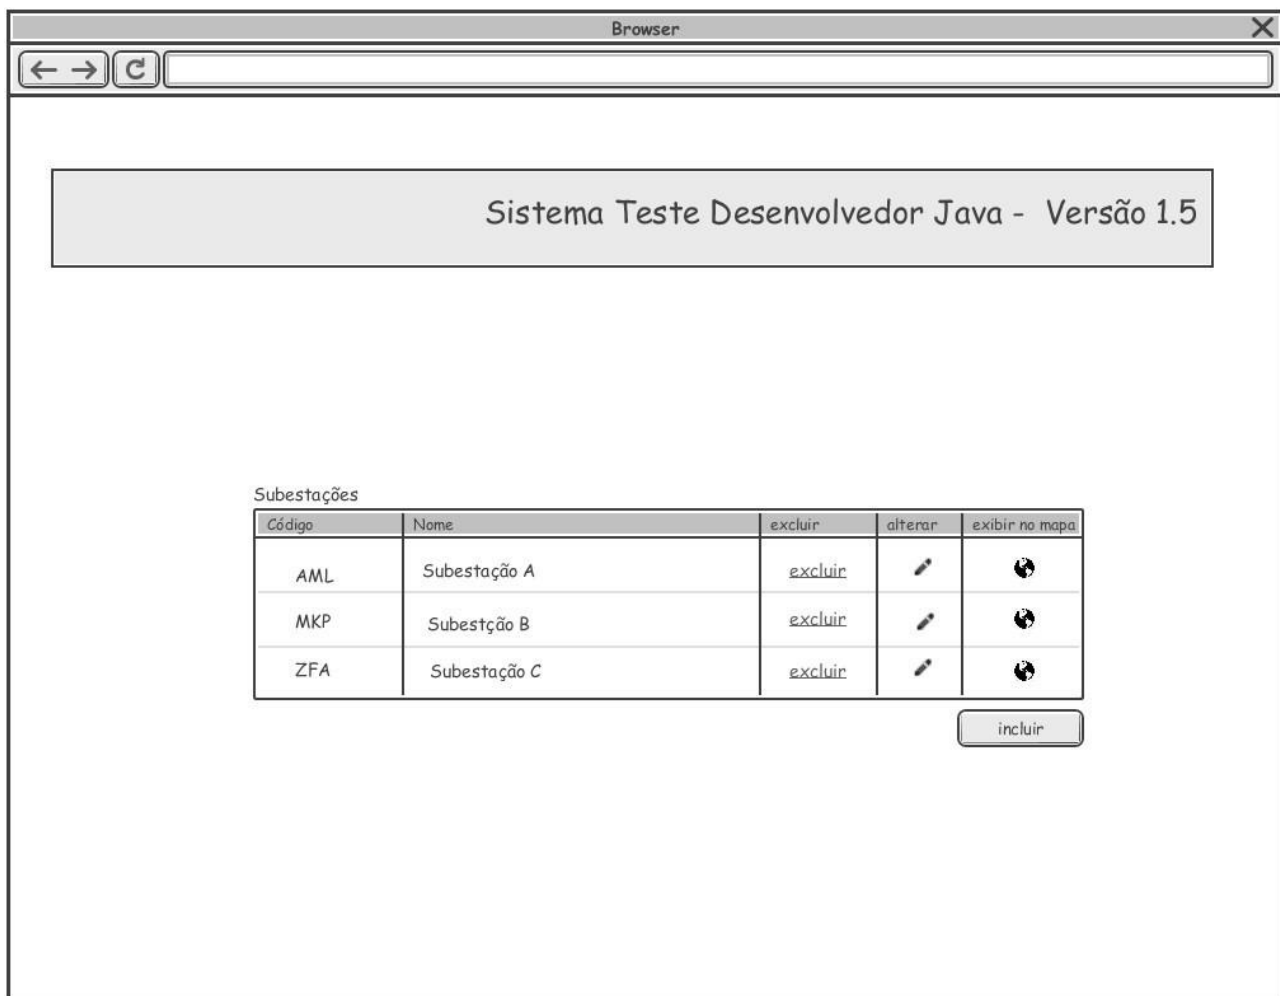 Browser
Sistema Teste Desenvolvedor Java - Versão 1.5
Subestações
Código Nome excluir alterar exibir no mapa
AML Subestação A excluir
MKP Subestção B excluir
ZFA Subestação C excluir
incluir